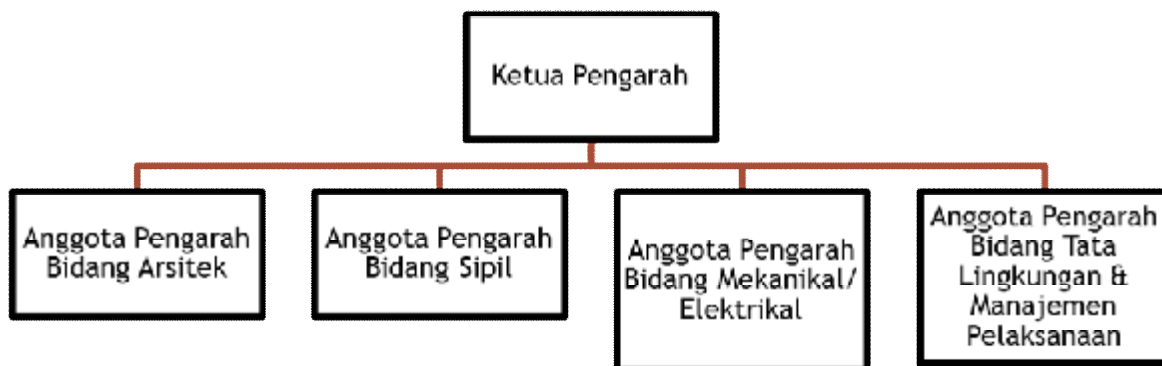 Ketua Pengarah
Anggota Pengarah
Bidang Arsitek
Anggota Pengarah
Bidang Sipil
Anggota Pengarah
Bidang Mekanikal/
Elektrikal
Anggota Pengarah
Bidang Tata
Lingkungan &
Manajemen
Pelaksanaan